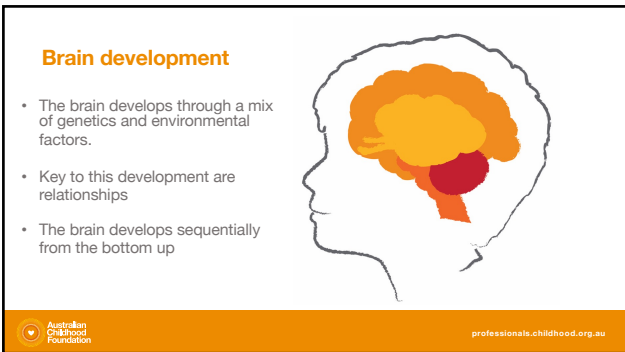 Brain development
• The brain develops through a mix
of genetics and environmental
factors.
• Key to this development are
relationships
• The brain develops sequentially
from the bottom up
Australian
Childhood
Foundation
professionals.childhood.org.au